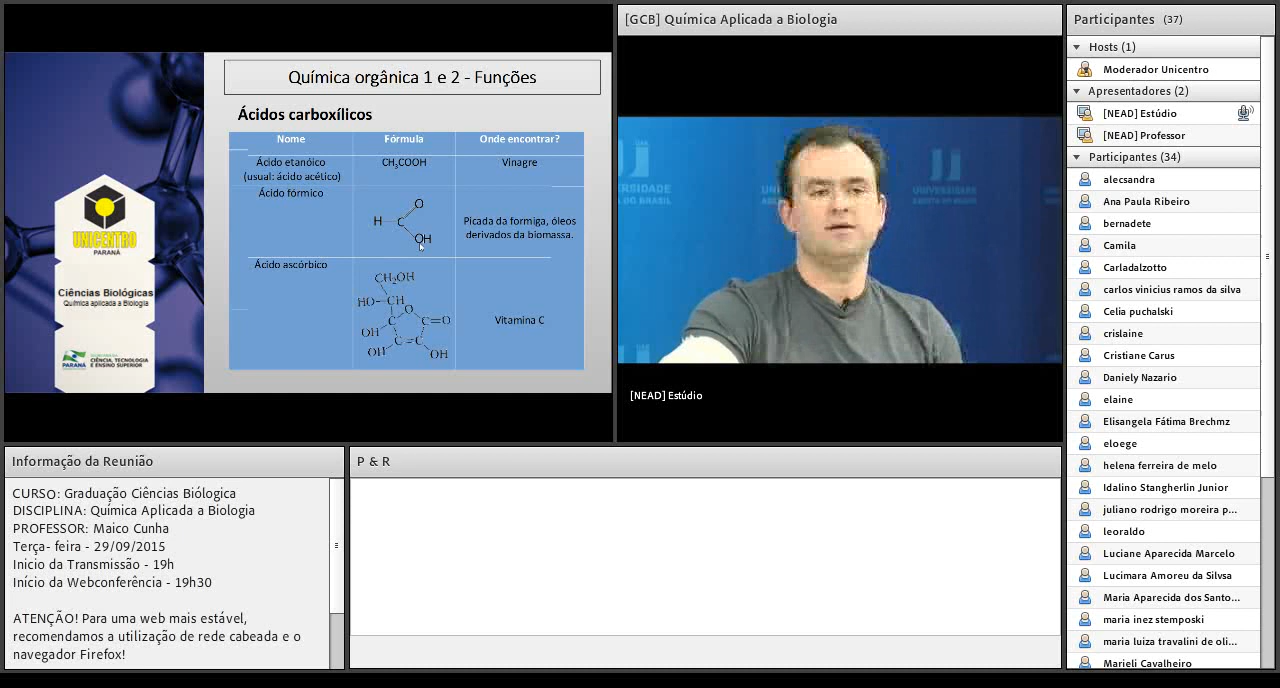 Química orgânica 1 e 2 - Funções
Ácidos carboxílicos
Nome
Fórmula
Onde encontrar?
Ácido etanóico
(usual: ácido acético)
CH₃COOH
Vinagre
Ácido fórmico
O
H C
OH
Picada da formiga, óleos
derivados da biomassa.
Ácido ascórbico
CH₂OH
HO—CH
O
C C=O
OH
C=C
OH OH
Vitamina C
UNICENTRO
PARANÁ
Ciências Biológicas
Química aplicada a Biologia
PARANÁ
CIÊNCIA, TECNOLOGIA
E ENSINO SUPERIOR
[GCB] Química Aplicada a Biologia
UNIVERSIDADE
ABERTA DO BRASIL
[NEAD] Estúdio
Participantes (37)
Hosts (1)
Moderador Unicentro
Apresentadores (2)
[NEAD] Estúdio
[NEAD] Professor
Participantes (34)
alecsandra
Ana Paula Ribeiro
bernadete
Camila
Carladalzotto
carlos vinicius ramos da silva
Celia puchalski
crislaine
Cristiane Carus
Daniely Nazario
elaine
Elisangela Fátima Brechmz
eloege
helena ferreira de melo
Idalino Stangherlin Junior
juliano rodrigo moreira p...
leoraldo
Luciane Aparecida Marcelo
Lucimara Amoreu da Silvsa
Maria Aparecida dos Santo...
maria inez stemposki
maria luiza travalini de oli...
Marieli Cavalheiro
Informação da Reunião
CURSO: Graduação Ciências Biólogica
DISCIPLINA: Química Aplicada a Biologia
PROFESSOR: Maico Cunha
Terça- feira - 29/09/2015
Inicio da Transmissão - 19h
Início da Webconferência - 19h30
ATENÇÃO! Para uma web mais estável,
recomendamos a utilização de rede cabeada e o
navegador Firefox!
P & R